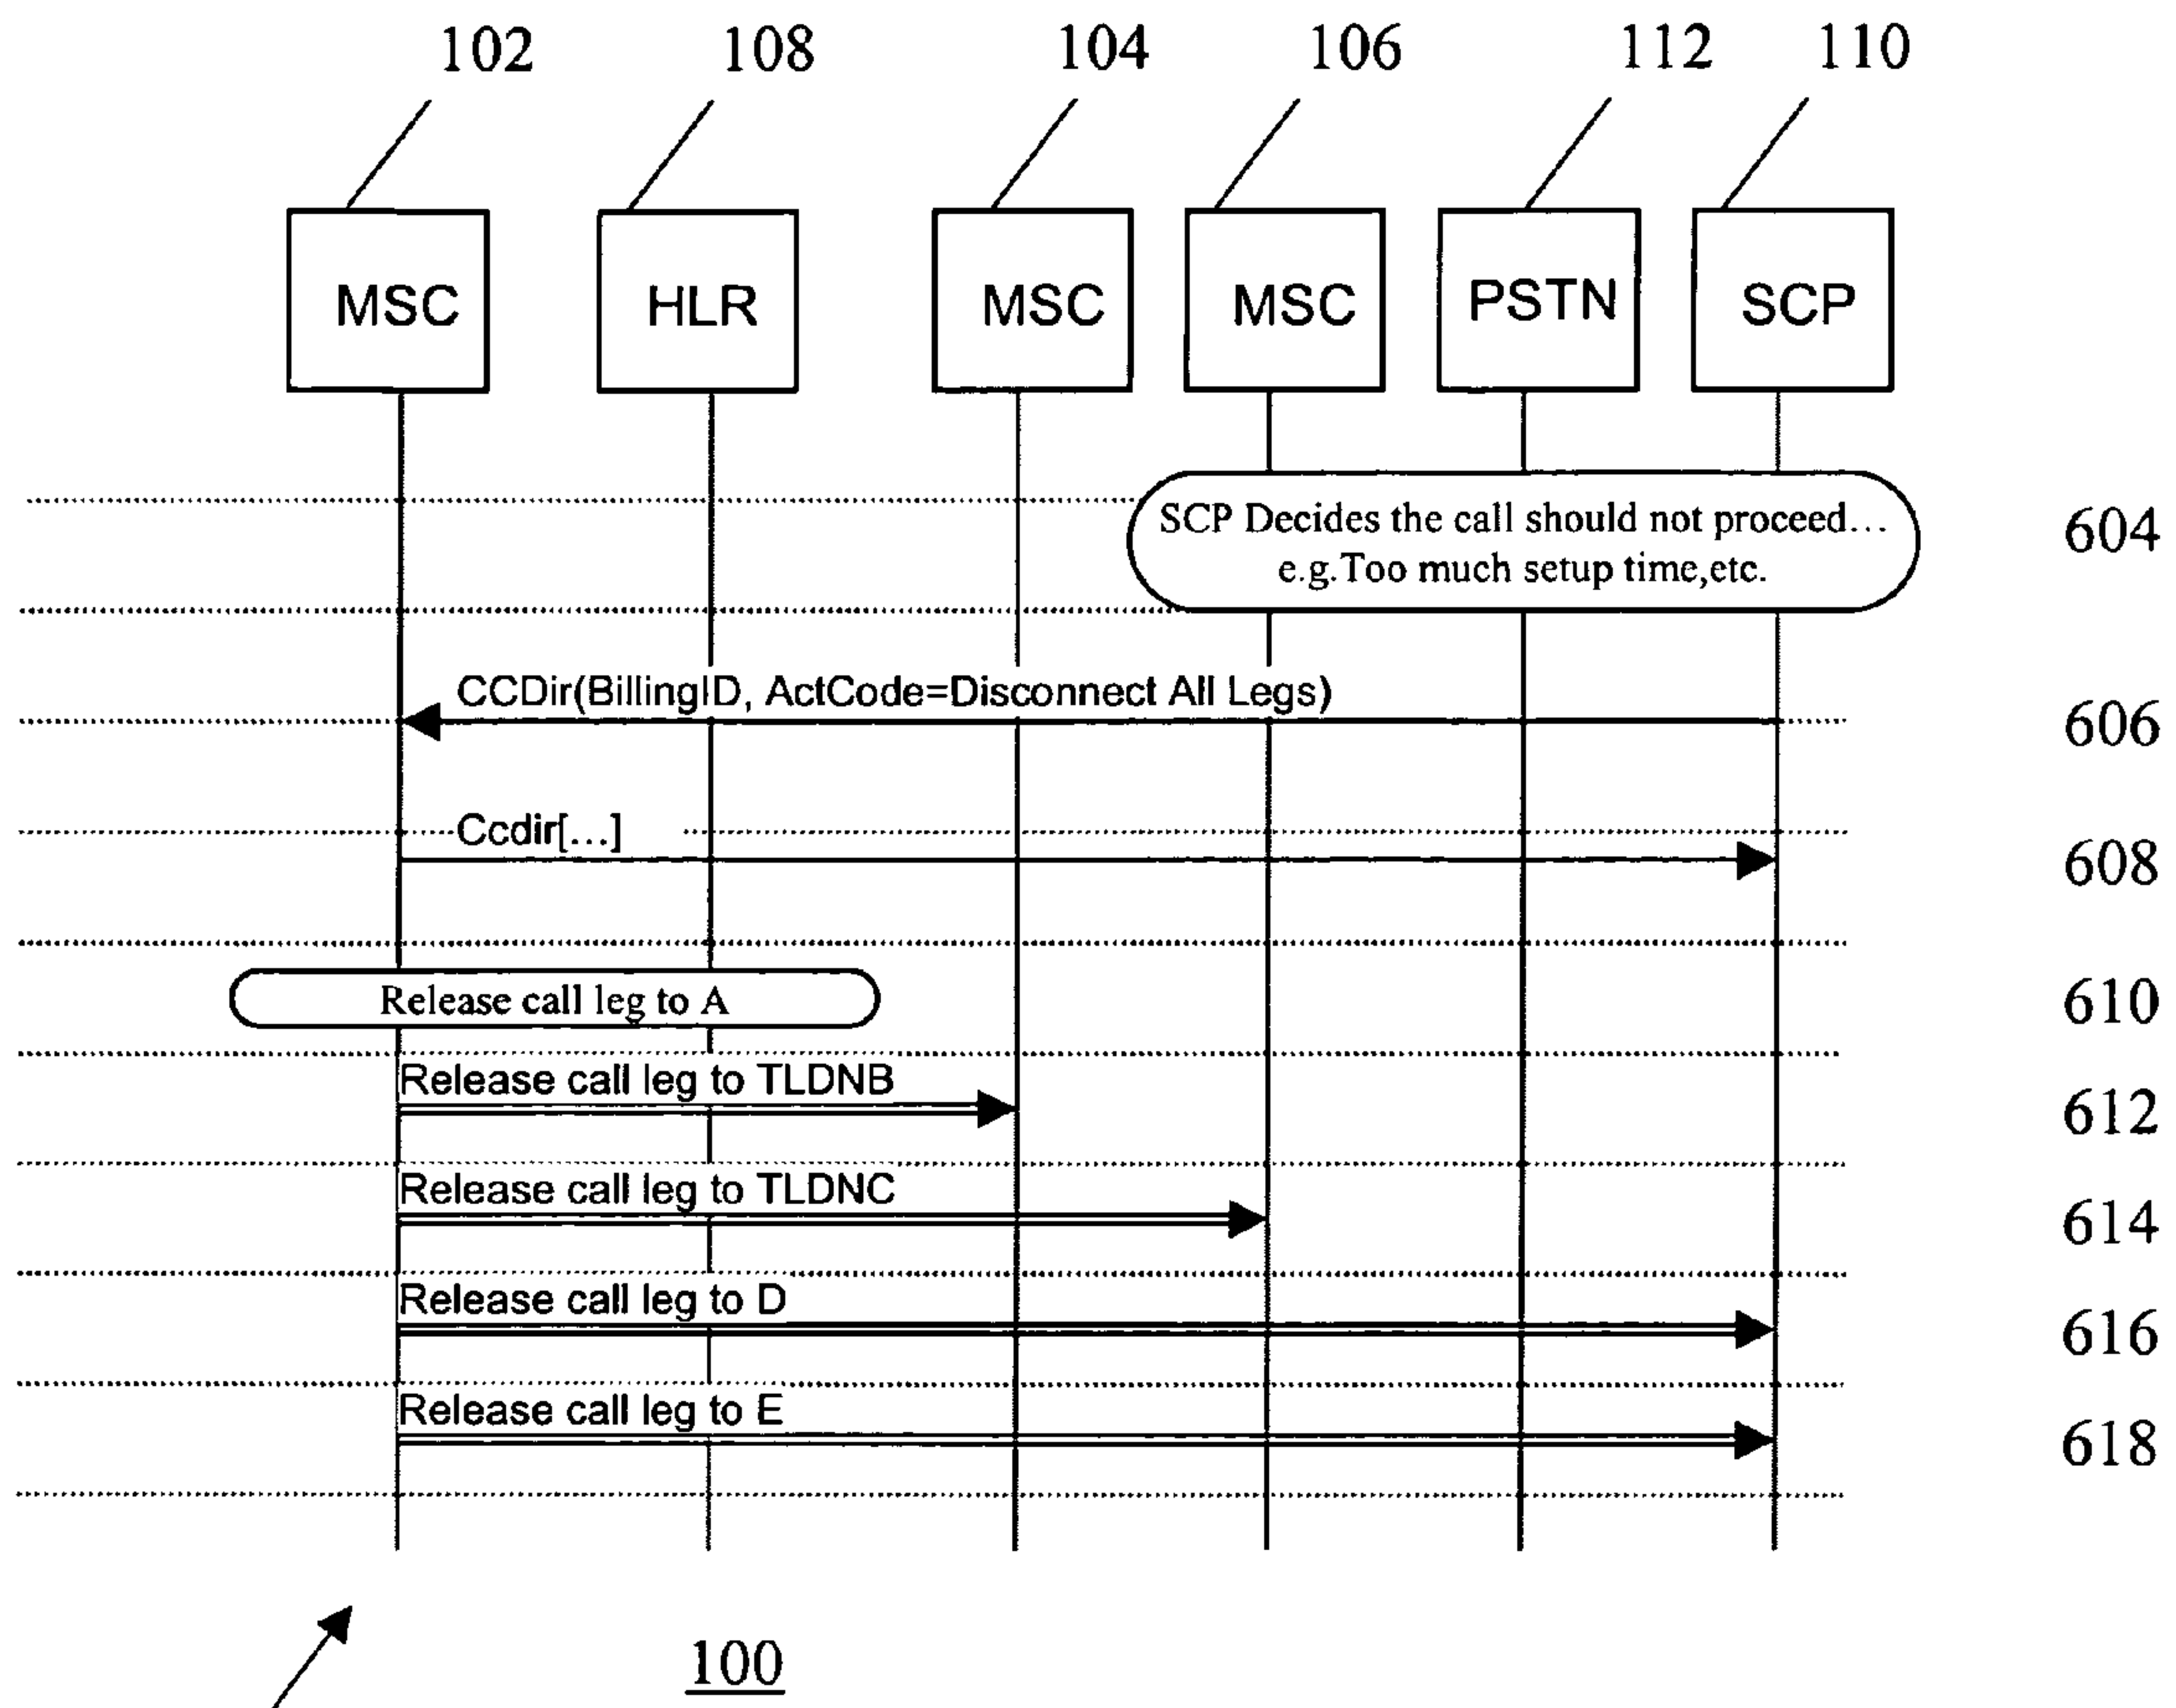 102 108 104 106 112 110
MSC HLR MSC MSC PSTN SCP
SCP Decides the call should not proceed...
e.g.Too much setup time,etc.
604
CCDir(BillingID, ActCode=Disconnect All Legs)
606
Ccdir[...]
608
Release call leg to A
610
Release call leg to TLDNB
612
Release call leg to TLDNC
614
Release call leg to D
616
Release call leg to E
618
100